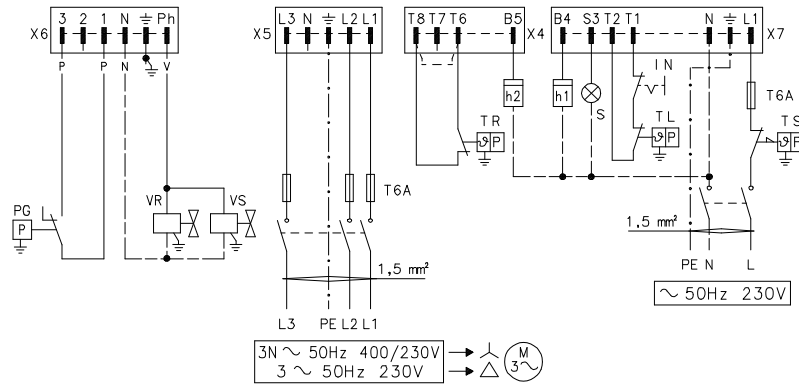 3 2 1 N Ph
X6
P P N V
PG
P
VR VS
L3 N L2 L1
X5
T6A
1,5 mm²
L3 PE L2 L1
3N ~ 50Hz 400/230V
3 ~ 50Hz 230V
M
3~
T8 T7 T6 B5
X4
h2
TR
ϑ P
B4 S3 T2 T1 N L1
X7
h1
S
IN
TL
ϑ P
T6A
TS
ϑ P
1,5 mm²
PE N L
~ 50Hz 230V